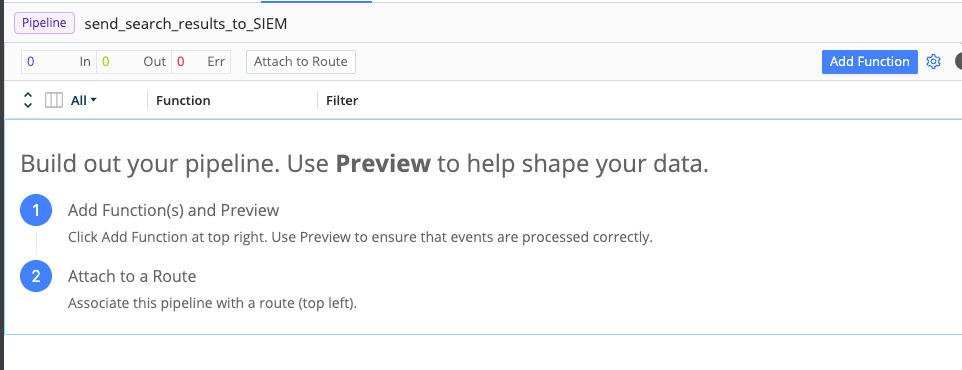 Pipeline send_search_results_to_SIEM
0 In 0 Out 0 Err Attach to Route Add Function
All Function Filter
Build out your pipeline. Use Preview to help shape your data.
1 Add Function(s) and Preview
Click Add Function at top right. Use Preview to ensure that events are processed correctly.
2 Attach to a Route
Associate this pipeline with a route (top left).